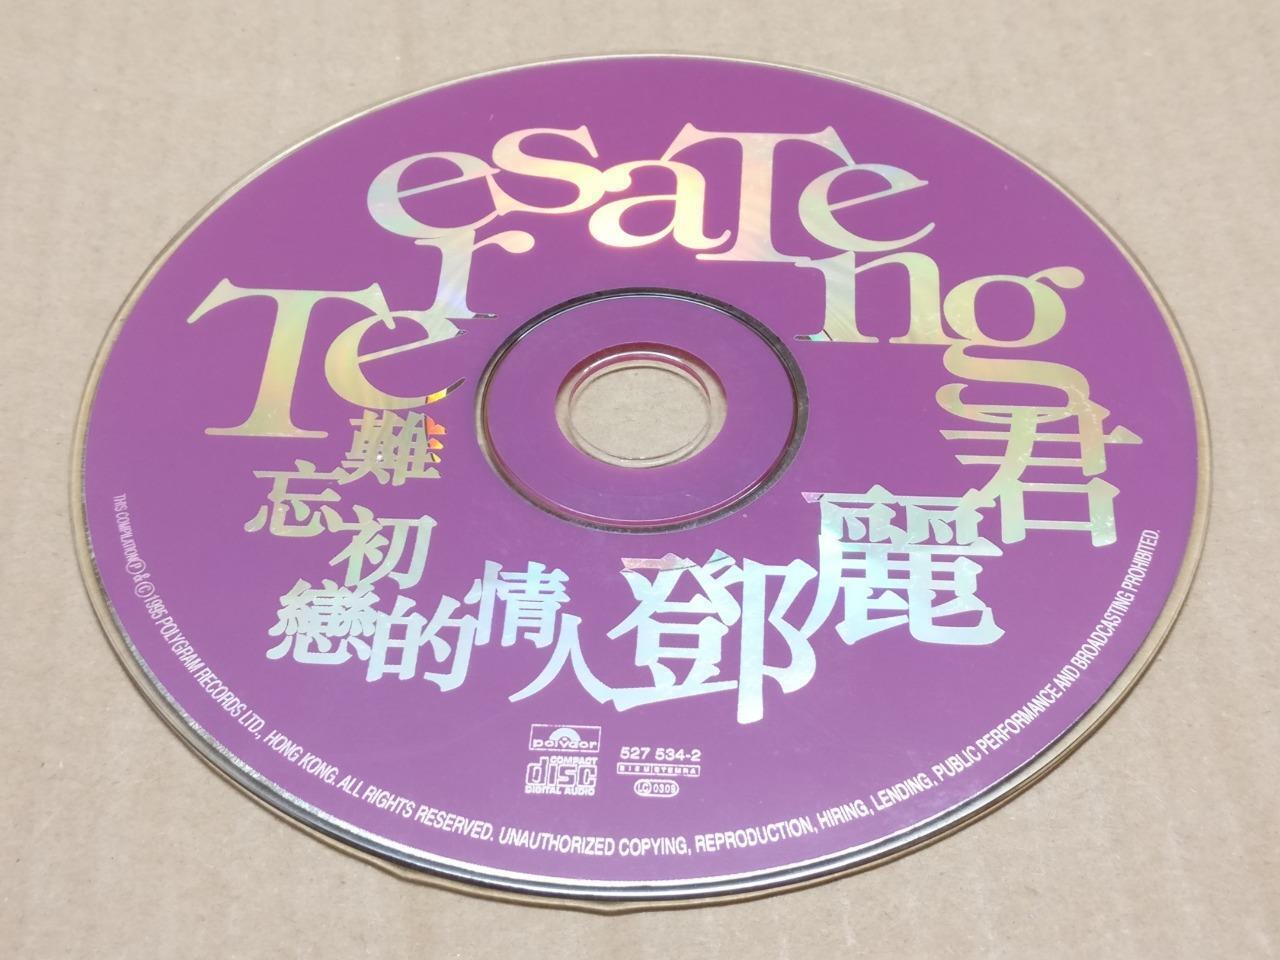 Teresa Teng
難忘初戀的情人
鄧麗君
polydor
COMPACT
disc
DIGITAL AUDIO
527 534-2
BIEM/STEMRA
LC 0309
THIS COMPILATION Ⓟ & © 1995 POLYGRAM RECORDS LTD., HONG KONG. ALL RIGHTS RESERVED. UNAUTHORIZED COPYING, REPRODUCTION, HIRING, LENDING, PUBLIC PERFORMANCE AND BROADCASTING PROHIBITED.